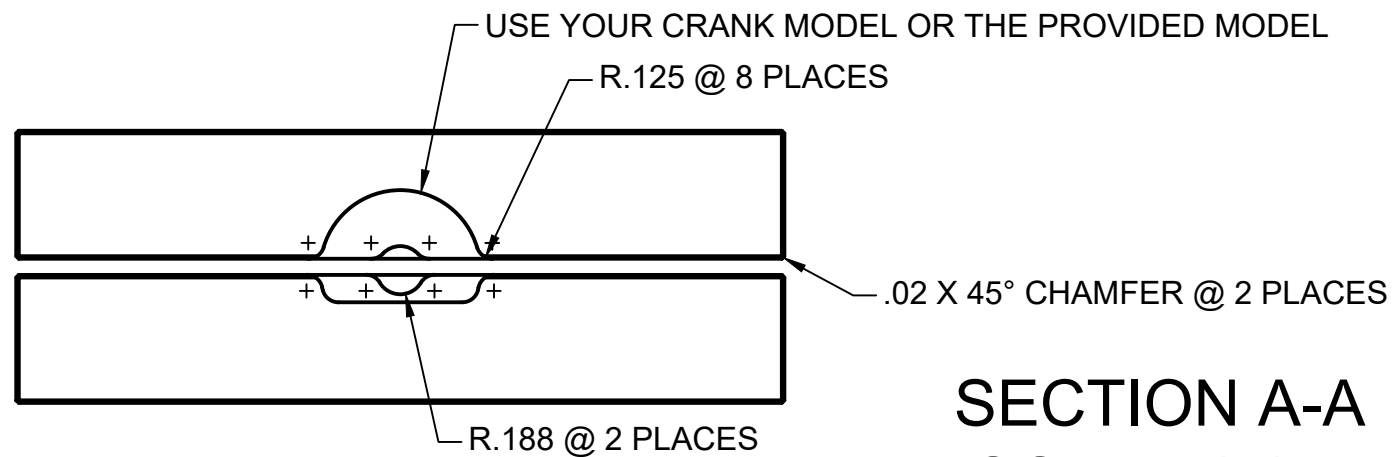 USE YOUR CRANK MODEL OR THE PROVIDED MODEL
R.125 @ 8 PLACES
.02 X 45° CHAMFER @ 2 PLACES
SECTION A-A
R.188 @ 2 PLACES